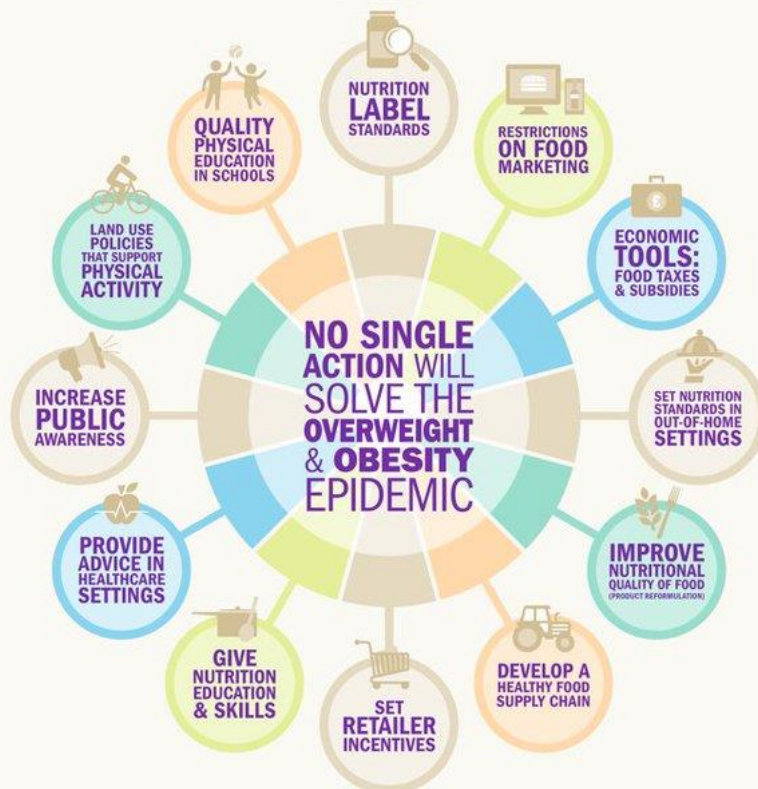 NUTRITION
LABEL
STANDARDS
RESTRICTIONS
ON FOOD
MARKETING
£
ECONOMIC
TOOLS:
FOOD TAXES
& SUBSIDIES
SET NUTRITION
STANDARDS IN
OUT-OF-HOME
SETTINGS
IMPROVE
NUTRITIONAL
QUALITY OF FOOD
(PRODUCT REFORMULATION)
DEVELOP A
HEALTHY FOOD
SUPPLY CHAIN
SET
RETAILER
INCENTIVES
GIVE
NUTRITION
EDUCATION
& SKILLS
PROVIDE
ADVICE IN
HEALTHCARE
SETTINGS
INCREASE
PUBLIC
AWARENESS
LAND USE
POLICIES
THAT SUPPORT
PHYSICAL
ACTIVITY
QUALITY
PHYSICAL
EDUCATION
IN SCHOOLS
NO SINGLE
ACTION WILL
SOLVE THE
OVERWEIGHT
& OBESITY
EPIDEMIC